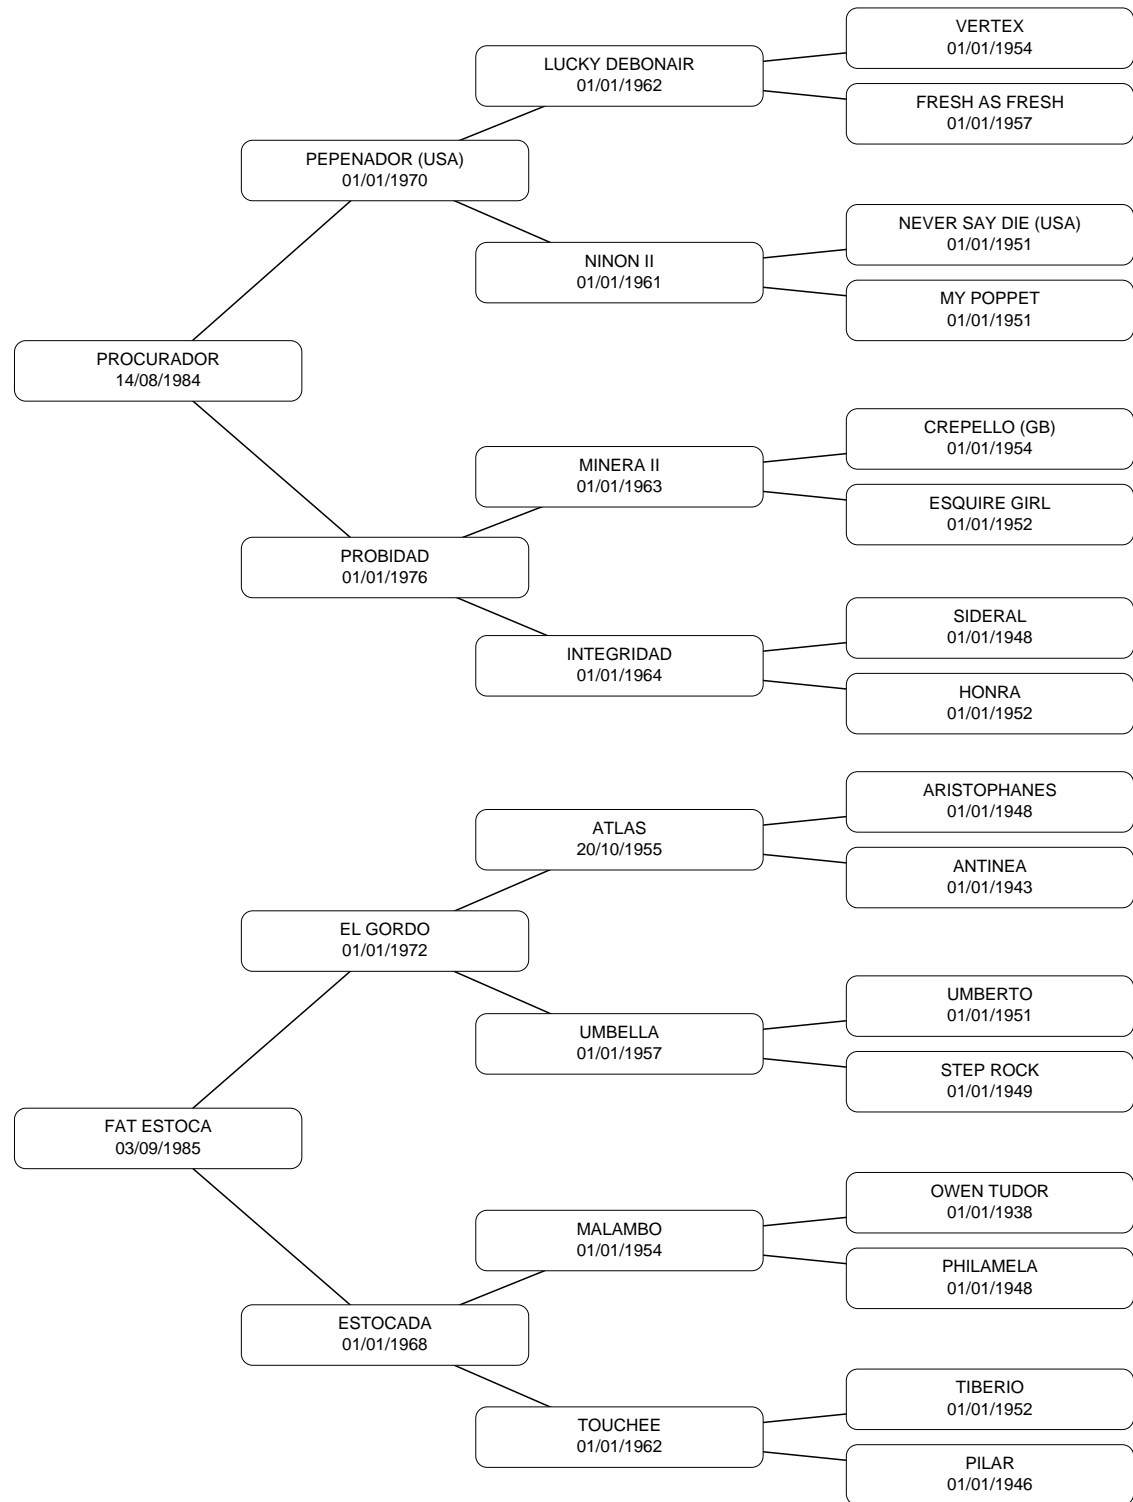 VERTEX
01/01/1954
LUCKY DEBONAIR
01/01/1962
FRESH AS FRESH
01/01/1957
PEPENADOR (USA)
01/01/1970
NEVER SAY DIE (USA)
01/01/1951
NINON II
01/01/1961
MY POPPET
01/01/1951
PROCURADOR
14/08/1984
CREPELLO (GB)
01/01/1954
MINERA II
01/01/1963
ESQUIRE GIRL
01/01/1952
PROBIDAD
01/01/1976
SIDERAL
01/01/1948
INTEGRIDAD
01/01/1964
HONRA
01/01/1952
ARISTOPHANES
01/01/1948
ATLAS
20/10/1955
ANTINEA
01/01/1943
EL GORDO
01/01/1972
UMBERTO
01/01/1951
UMBELLA
01/01/1957
STEP ROCK
01/01/1949
FAT ESTOCA
03/09/1985
OWEN TUDOR
01/01/1938
MALAMBO
01/01/1954
PHILAMELA
01/01/1948
ESTOCADA
01/01/1968
TIBERIO
01/01/1952
TOUCHEE
01/01/1962
PILAR
01/01/1946